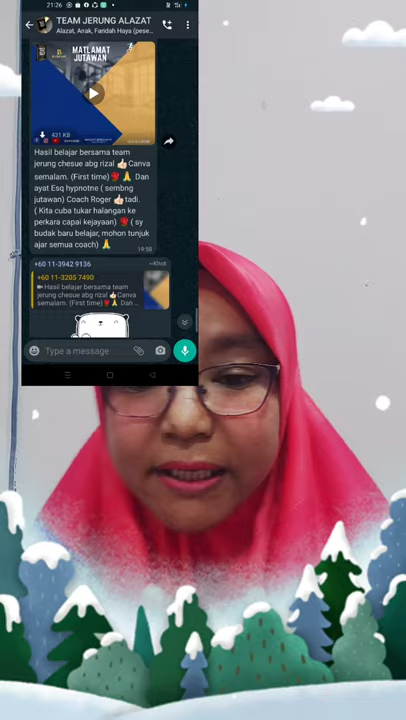 21:26
TEAM JERUNG ALAZAT
Alazat, Anak, Faridah Haya (pese...
MATLAMAT
JUTAWAN
431 KB
Hasil belajar bersama team
jerung chesue abg rizal 👍🏻Canva
semalam. (First time)🌹🙏 Dan
ayat Esq hypnotne ( sembng
jutawan) Coach Roger 👍🏻tadi.
( Kita cuba tukar halangan ke
perkara capai kejayaan) 🌹 ( sy
budak baru belajar, mohon tunjuk
ajar semua coach) 🙏
19:58
+60 11-3942 9136
~Khot
+60 11-3205 7490
Hasil belajar bersama team
jerung chesue abg rizal 👍🏻Canva
semalam. (First time)🌹🙏 Dan ...
Type a message